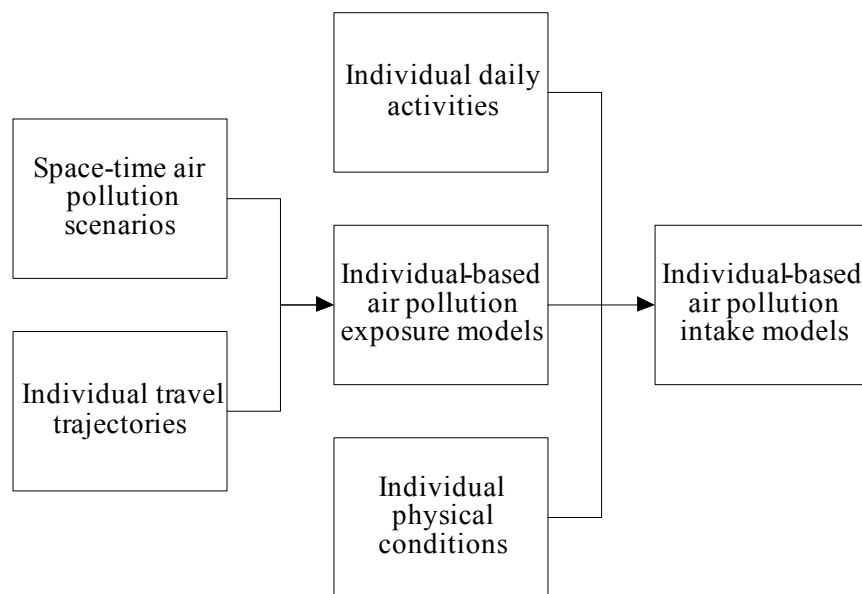 Individual daily
activities
Space-time air
pollution
scenarios
Individual-based
air pollution
exposure models
Individual-based
air pollution
intake models
Individual travel
trajectories
Individual
physical
conditions